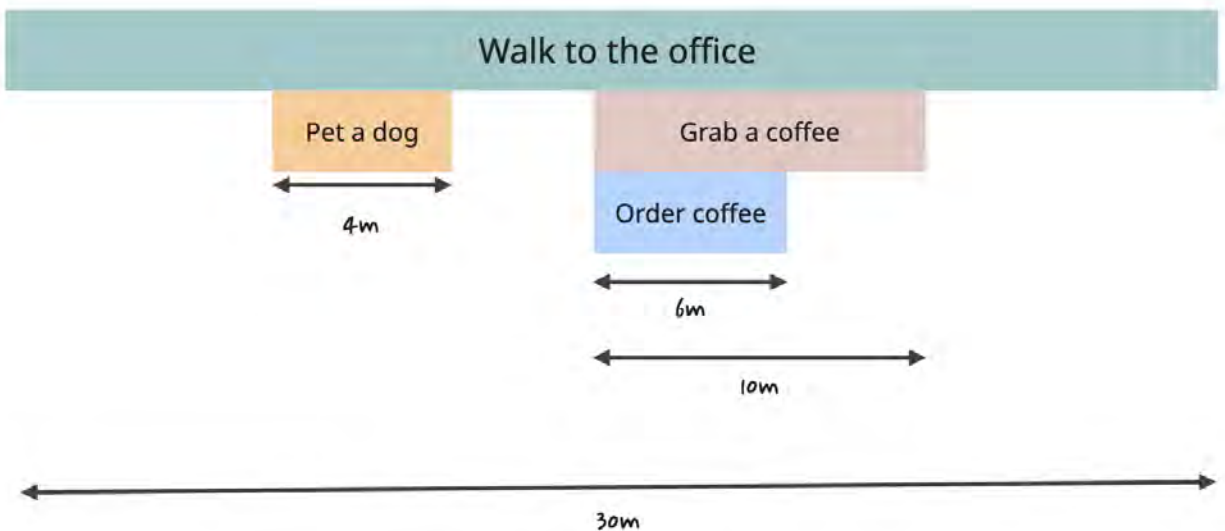 Walk to the office
Pet a dog
Grab a coffee
4m
Order coffee
6m
10m
30m